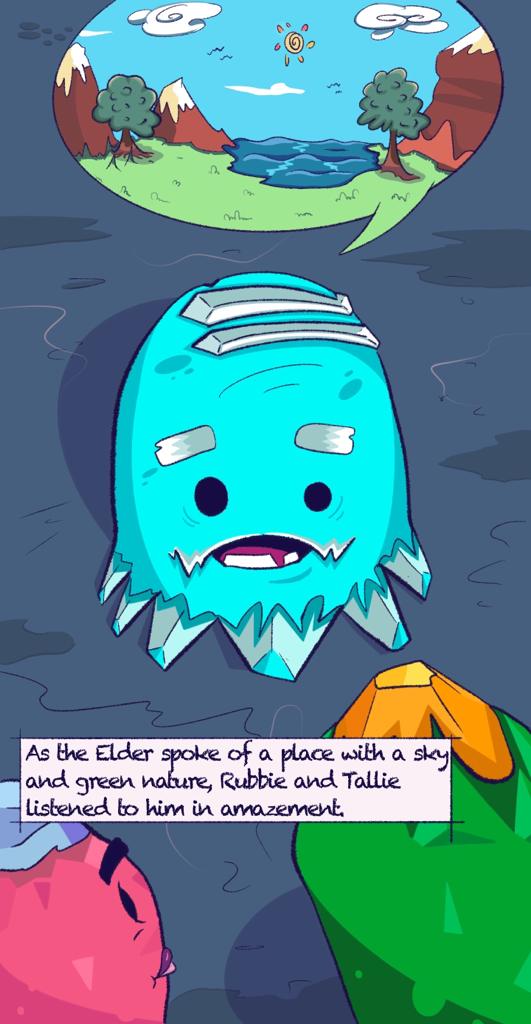 As the Elder spoke of a place with a sky
and green nature, Rubbie and Tallie
listened to him in amazement.